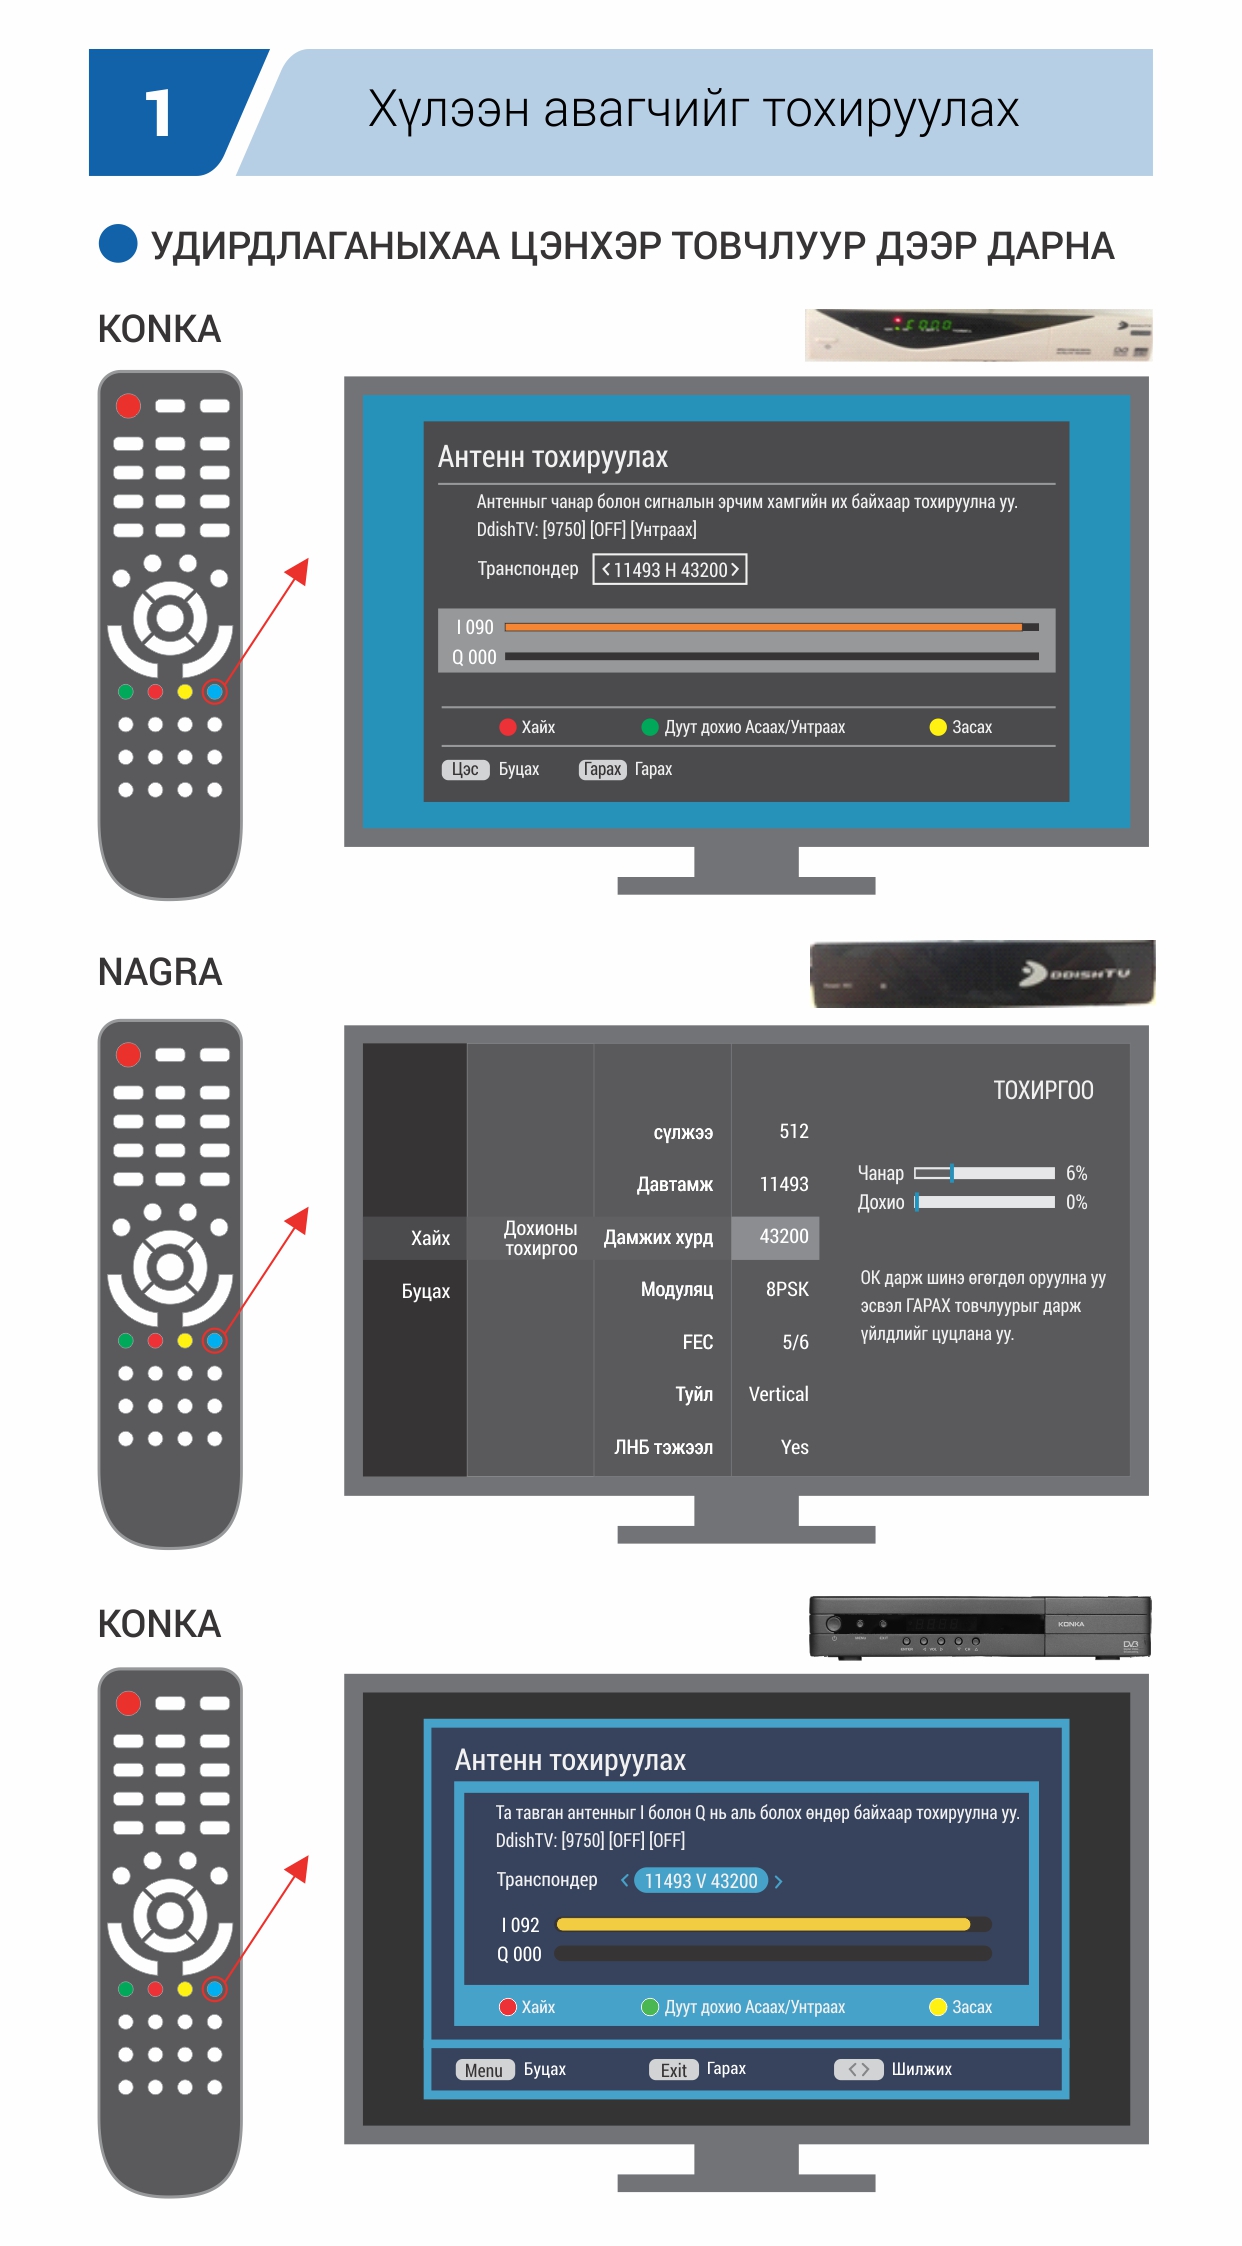 1
Хүлээн авагчийг тохируулах
УДИРДЛАГАНЫХАА ЦЭНХЭР ТОВЧЛУУР ДЭЭР ДАРНА
KONKA
Антенн тохируулах
Антенныг чанар болон сигналын эрчим хамгийн их байхаар тохируулна уу.
DdishTV: [9750] [OFF] [Унтраах]
Транспондер <11493 H 43200>
I 090
Q 000
Хайх Дуут дохио Асаах/Унтраах Засах
Цэс Буцах Гарах Гарах
NAGRA
DDISHTV
ТОХИРГОО
сүлжээ 512
Давтамж 11493
Чанар 6%
Дохио 0%
Хайх
Дохионы
тохиргоо
Дамжих хурд 43200
Буцах
Модуляц 8PSK
FEC 5/6
Туйл Vertical
ЛНБ тэжээл Yes
ОК дарж шинэ өгөгдөл оруулна уу
эсвэл ГАРАХ товчлуурыг дарж
үйлдлийг цуцлана уу.
KONKA
KONKA
DVB
Антенн тохируулах
Та тавган антенныг I болон Q нь аль болох өндөр байхаар тохируулна уу.
DdishTV: [9750] [OFF] [OFF]
Транспондер < 11493 V 43200 >
I 092
Q 000
Хайх Дуут дохио Асаах/Унтраах Засах
Menu Буцах Exit Гарах <> Шилжих